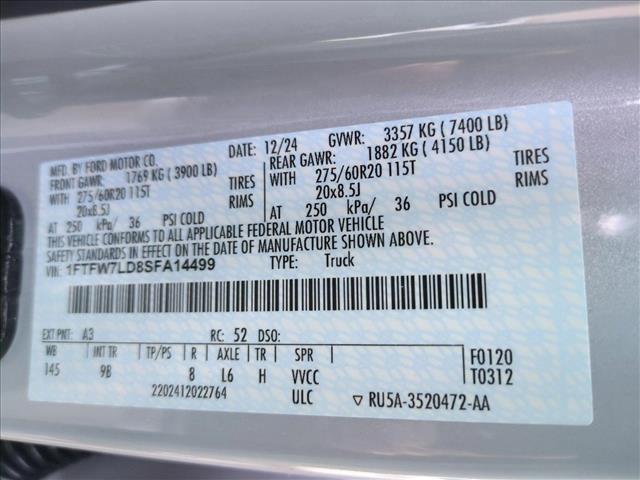 MFD. BY FORD MOTOR CO.
DATE: 12/24 GVWR: 3357 KG ( 7400 LB)
FRONT GAWR: 1769 KG ( 3900 LB)
REAR GAWR: 1882 KG ( 4150 LB)
WITH 275/60R20 115T TIRES
WITH 275/60R20 115T TIRES
20x8.5J RIMS
20x8.5J RIMS
AT 250 kPa/ 36 PSI COLD
AT 250 kPa/ 36 PSI COLD
THIS VEHICLE CONFORMS TO ALL APPLICABLE FEDERAL MOTOR VEHICLE
SAFETY STANDARDS IN EFFECT ON THE DATE OF MANUFACTURE SHOWN ABOVE.
VIN: 1FTFW7LD8SFA14499 TYPE: Truck
EXT PNT: A3 RC: 52 DSO:
WB INT TR TP/PS R AXLE TR SPR
145 9B 8 L6 H VVCC
F0120
T0312
2202412022764 ULC ▽ RU5A-3520472-AA